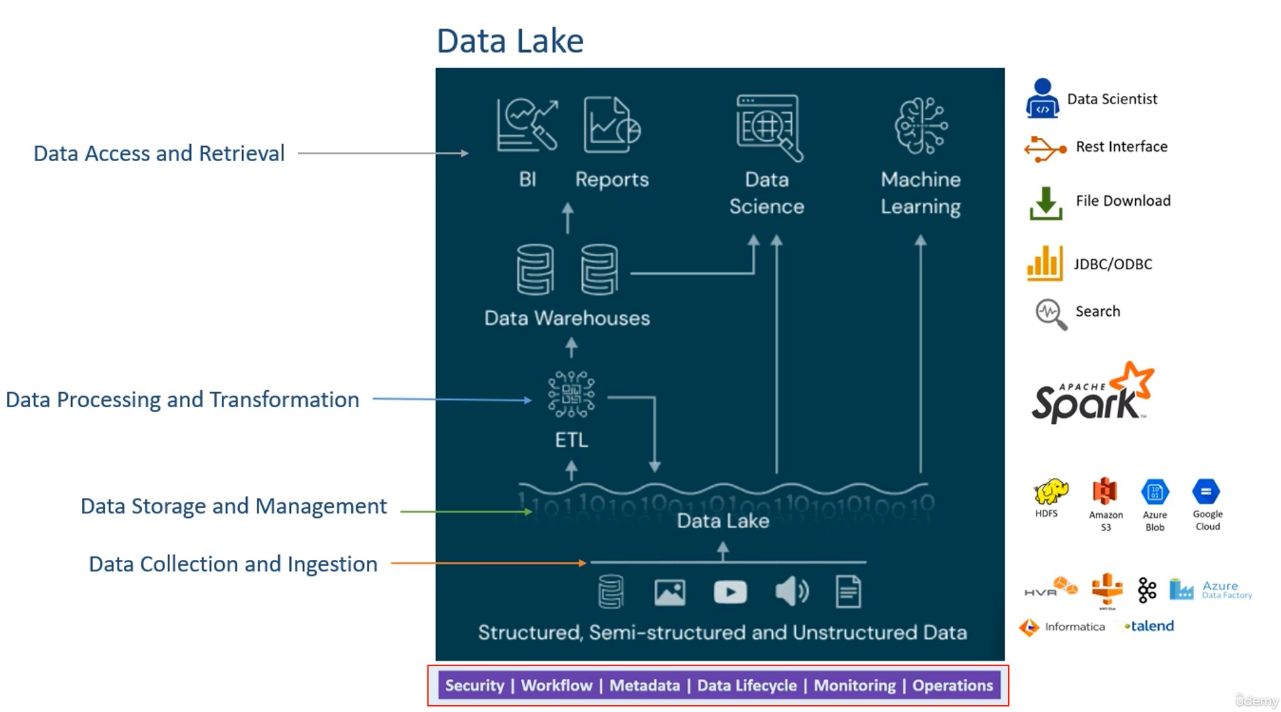 Data Lake
Data Access and Retrieval
BI
Reports
Data
Science
Machine
Learning
Data Warehouses
Data Processing and Transformation
ETL
Data Storage and Management
Data Lake
Data Collection and Ingestion
Structured, Semi-structured and Unstructured Data
Security | Workflow | Metadata | Data Lifecycle | Monitoring | Operations
Data Scientist
Rest Interface
File Download
JDBC/ODBC
Search
APACHE
Spark
HDFS
Amazon
S3
Azure
Blob
Google
Cloud
HVR
Azure
Data Factory
Informatica
talend
ûdemy